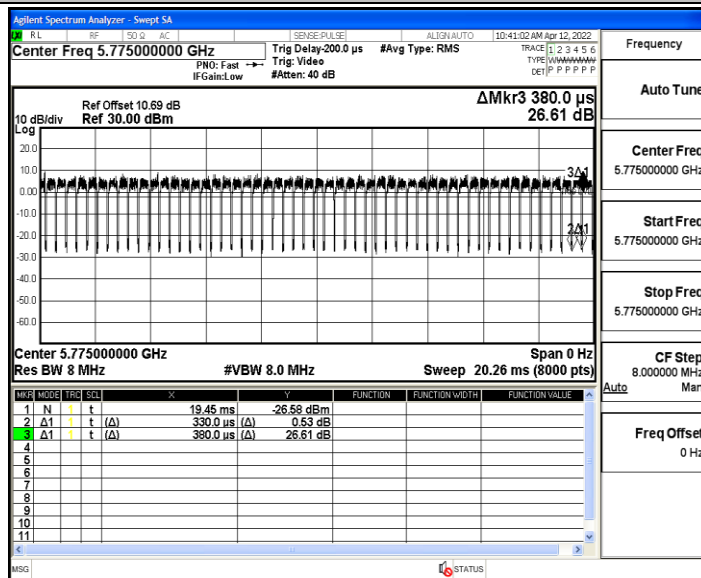 Agilent Spectrum Analyzer - Swept SA
RL RF 50 Ω AC SENSE:PULSE ALIGNAUTO 10:41:02 AM Apr 12, 2022
Center Freq 5.775000000 GHz
PNO: Fast
IFGain:Low
Trig Delay-200.0 µs
Trig: Video
#Atten: 40 dB
#Avg Type: RMS
TRACE 1 2 3 4 5 6
TYPE
DET P P P P P P
Ref Offset 10.69 dB
10 dB/div Ref 30.00 dBm
Log
ΔMkr3 380.0 µs
26.61 dB
20.0
10.0
0.00
-10.0
-20.0
-30.0
-40.0
-50.0
-60.0
3Δ1
2Δ1
Center 5.775000000 GHz Span 0 Hz
Res BW 8 MHz #VBW 8.0 MHz Sweep 20.26 ms (8000 pts)
MKR MODE TRC SCL X Y FUNCTION FUNCTION WIDTH FUNCTION VALUE
1 N t 19.45 ms -26.58 dBm
2 Δ1 t (Δ) 330.0 µs (Δ) 0.53 dB
3 Δ1 t (Δ) 380.0 µs (Δ) 26.61 dB
4
5
6
7
8
9
10
11
MSG STATUS
Frequency
Auto Tune
Center Freq
5.775000000 GHz
Start Freq
5.775000000 GHz
Stop Freq
5.775000000 GHz
CF Step
8.000000 MHz
Auto Man
Freq Offset
0 Hz